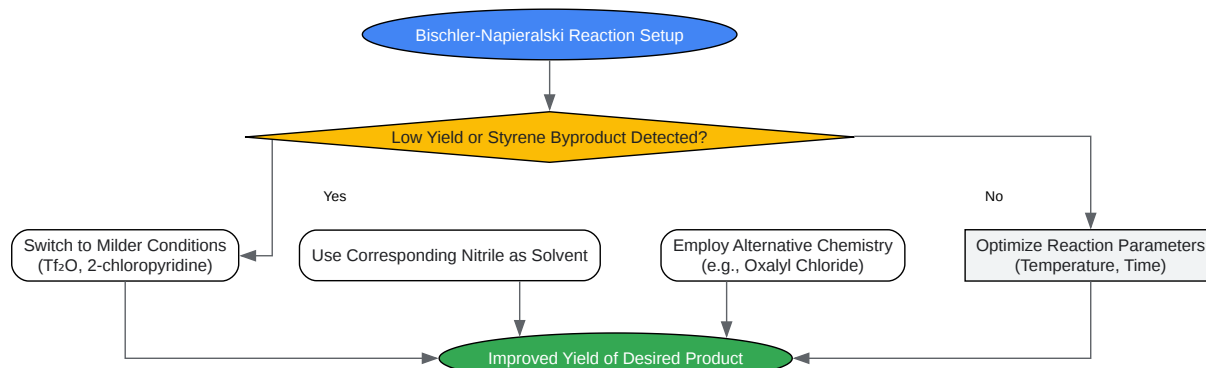 Bischler-Napieralski Reaction Setup
Low Yield or Styrene Byproduct Detected?
Yes
No
Switch to Milder Conditions
(Tf₂O, 2-chloropyridine)
Use Corresponding Nitrile as Solvent
Employ Alternative Chemistry
(e.g., Oxalyl Chloride)
Optimize Reaction Parameters
(Temperature, Time)
Improved Yield of Desired Product